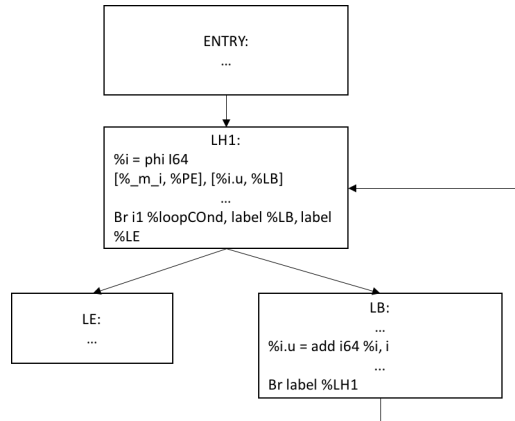 ENTRY:
...
LH1:
%i = phi I64
[%_m_i, %PE], [%i.u, %LB]
...
Br i1 %loopCOnd, label %LB, label
%LE
LE:
...
LB:
...
%i.u = add i64 %i, i
...
Br label %LH1